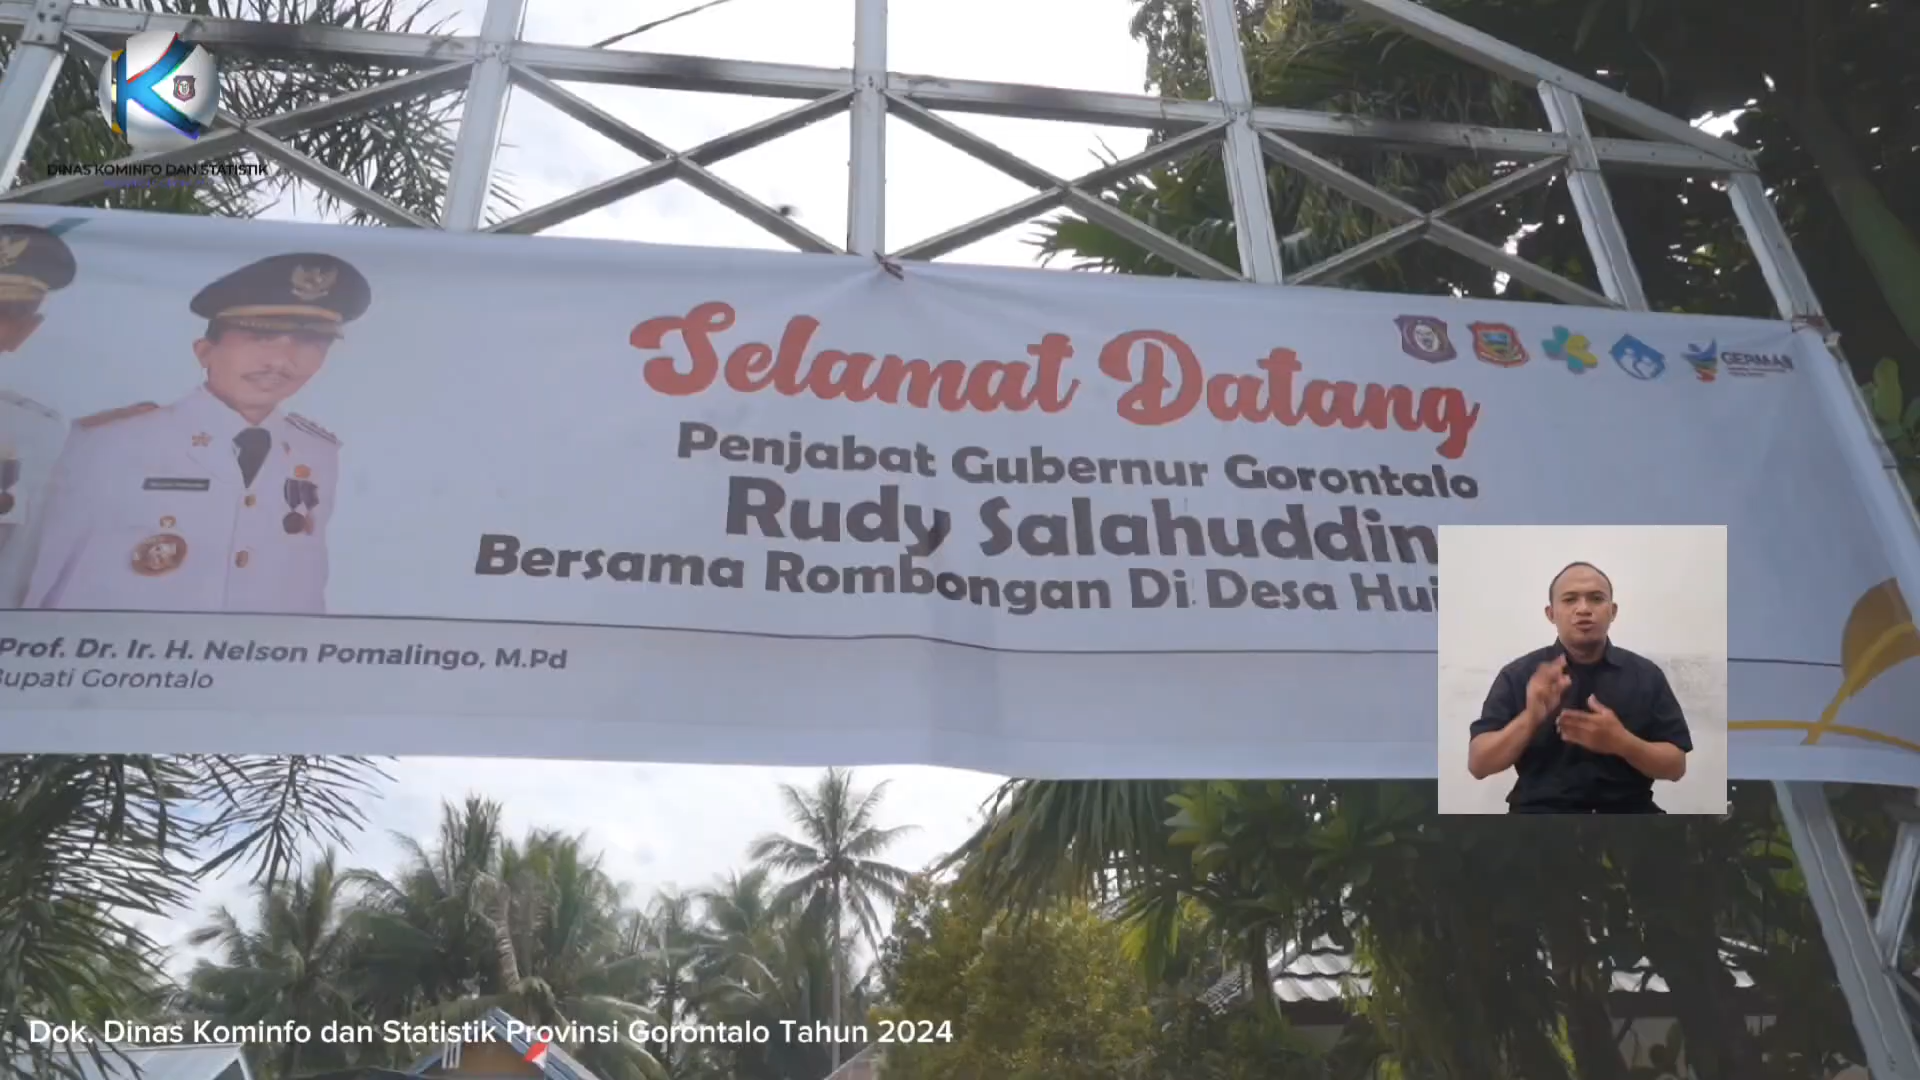 DINAS KOMINFO DAN STATISTIK
Selamat Datang
GERMAS
Penjabat Gubernur Gorontalo
Rudy Salahuddin
Bersama Rombongan Di Desa
Prof. Dr. Ir. H. Nelson Pomalingo, M.Pd
Bupati Gorontalo
Dok. Dinas Kominfo dan Statistik Provinsi Gorontalo Tahun 2024